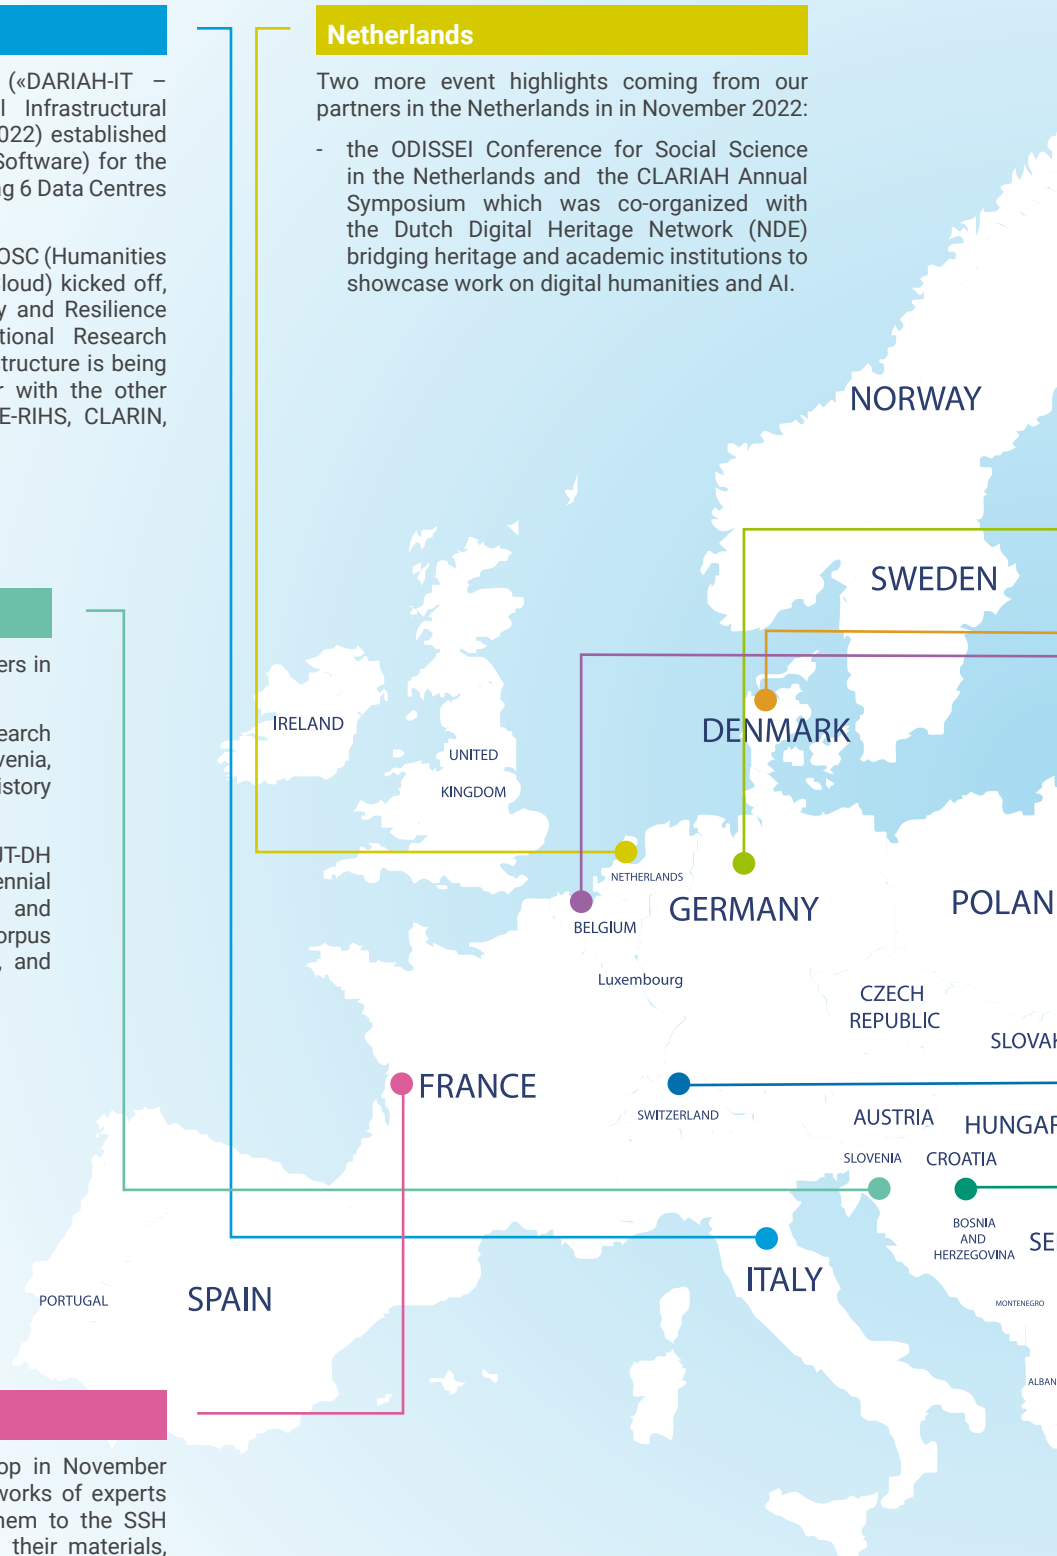 («DARIAH-IT –
l Infrastructural
022) established
Software) for the
ng 6 Data Centres
OSC (Humanities
Cloud) kicked off,
y and Resilience
tional Research
structure is being
r with the other
E-RIHS, CLARIN,
ers in
earch
venia,
istory
UT-DH
ennial
and
orpus
, and
op in November
works of experts
hem to the SSH
their materials,
Netherlands
Two more event highlights coming from our
partners in the Netherlands in in November 2022:
- the ODISSEI Conference for Social Science
in the Netherlands and the CLARIAH Annual
Symposium which was co-organized with
the Dutch Digital Heritage Network (NDE)
bridging heritage and academic institutions to
showcase work on digital humanities and AI.
NORWAY
SWEDEN
DENMARK
IRELAND
UNITED
KINGDOM
NETHERLANDS
BELGIUM
GERMANY
POLAN
Luxembourg
CZECH
REPUBLIC
SLOVAK
FRANCE
SWITZERLAND
AUSTRIA
HUNGAR
SLOVENIA
CROATIA
BOSNIA
AND
HERZEGOVINA
SE
ITALY
MONTENEGRO
ALBAN
PORTUGAL
SPAIN